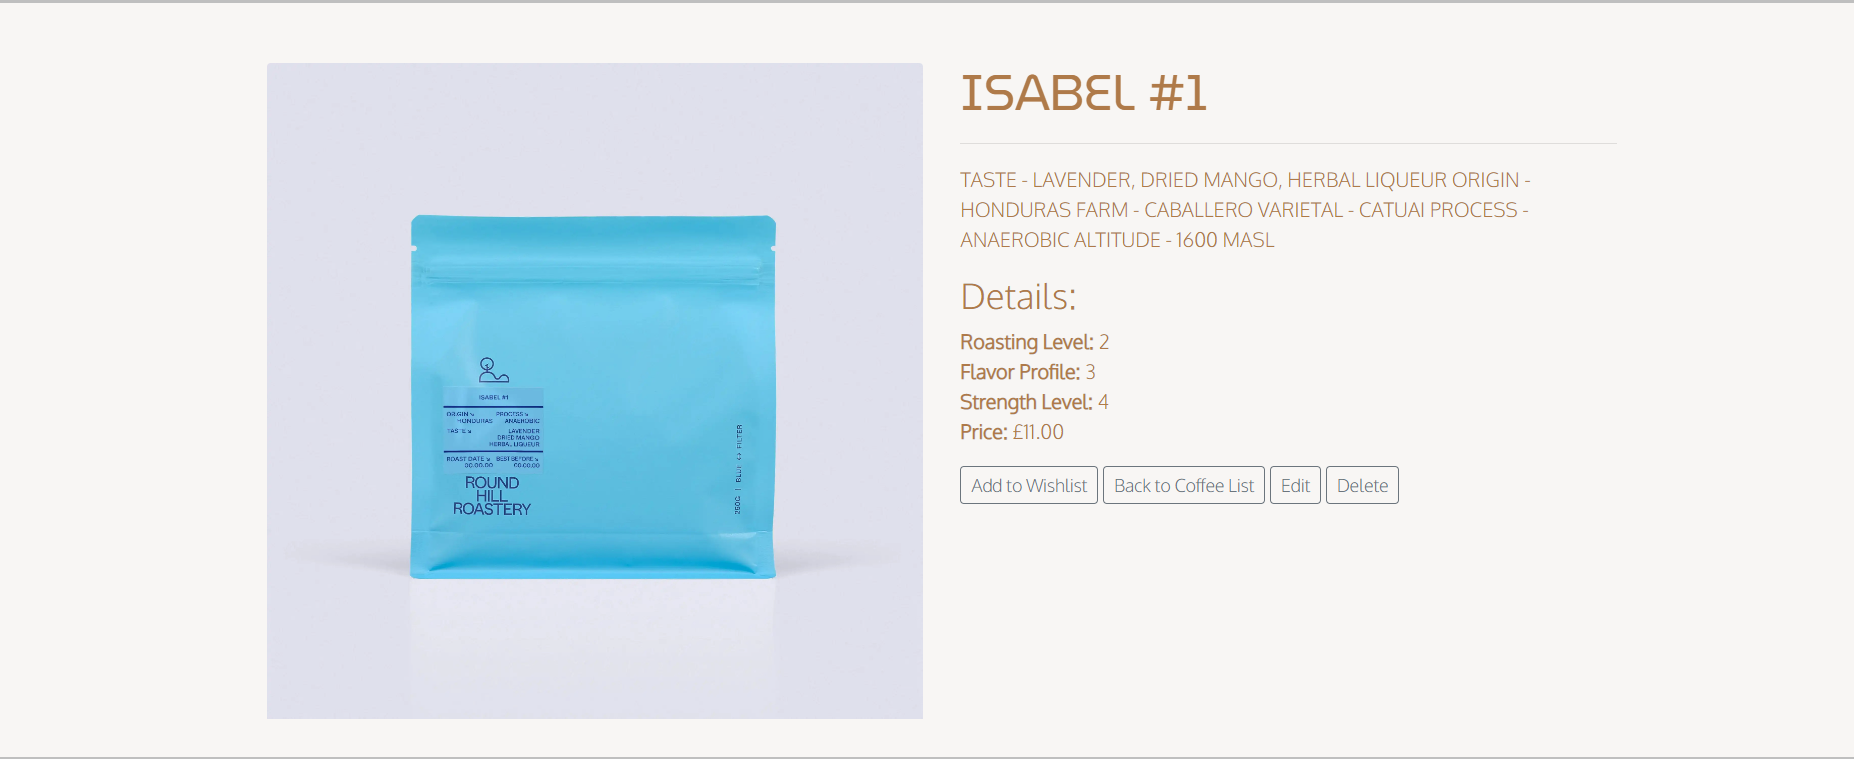 ISABEL #1
TASTE - LAVENDER, DRIED MANGO, HERBAL LIQUEUR ORIGIN -
HONDURAS FARM - CABALLERO VARIETAL - CATUAI PROCESS -
ANAEROBIC ALTITUDE - 1600 MASL
Details:
Roasting Level: 2
Flavor Profile: 3
Strength Level: 4
Price: £11.00
Add to Wishlist Back to Coffee List Edit Delete
ISABEL #1
ORIGIN ↘ PROCESS ↘
HONDURAS ANAEROBIC
TASTE ↘ LAVENDER
DRIED MANGO
HERBAL LIQUEUR
ROAST DATE ↘ BEST BEFORE ↘
00.00.00 00.00.00
ROUND
HILL
ROASTERY
250G | BLUE <-> FILTER